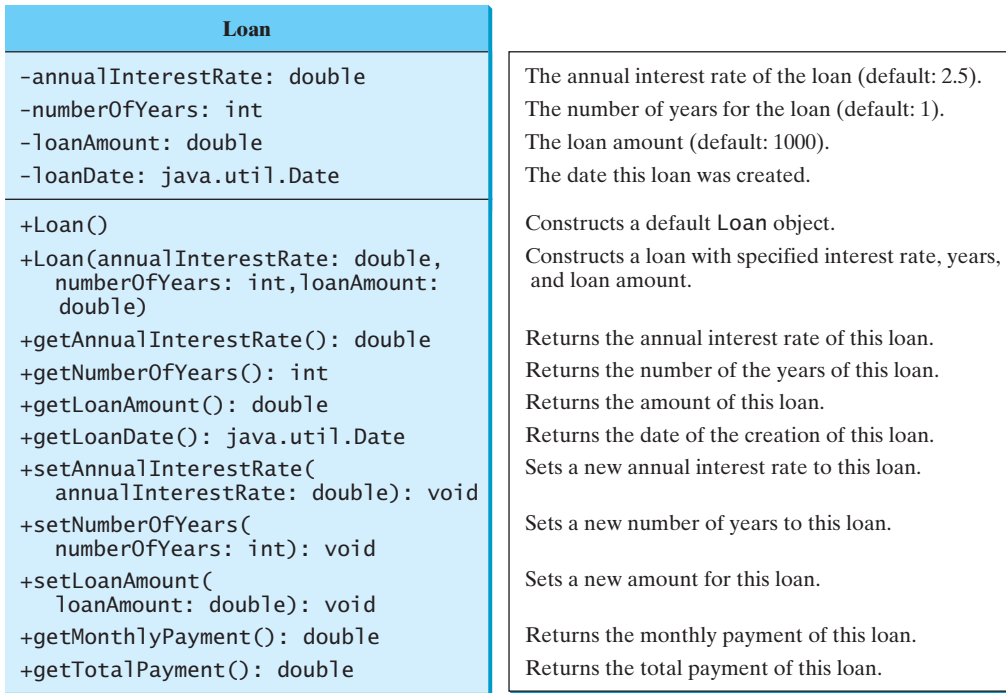 Loan
-annualInterestRate: double
-numberOfYears: int
-loanAmount: double
-loanDate: java.util.Date
+Loan()
+Loan(annualInterestRate: double,
numberOfYears: int,loanAmount:
double)
+getAnnualInterestRate(): double
+getNumberOfYears(): int
+getLoanAmount(): double
+getLoanDate(): java.util.Date
+setAnnualInterestRate(
annualInterestRate: double): void
+setNumberOfYears(
numberOfYears: int): void
+setLoanAmount(
loanAmount: double): void
+getMonthlyPayment(): double
+getTotalPayment(): double
The annual interest rate of the loan (default: 2.5).
The number of years for the loan (default: 1).
The loan amount (default: 1000).
The date this loan was created.
Constructs a default Loan object.
Constructs a loan with specified interest rate, years,
and loan amount.
Returns the annual interest rate of this loan.
Returns the number of the years of this loan.
Returns the amount of this loan.
Returns the date of the creation of this loan.
Sets a new annual interest rate to this loan.
Sets a new number of years to this loan.
Sets a new amount for this loan.
Returns the monthly payment of this loan.
Returns the total payment of this loan.